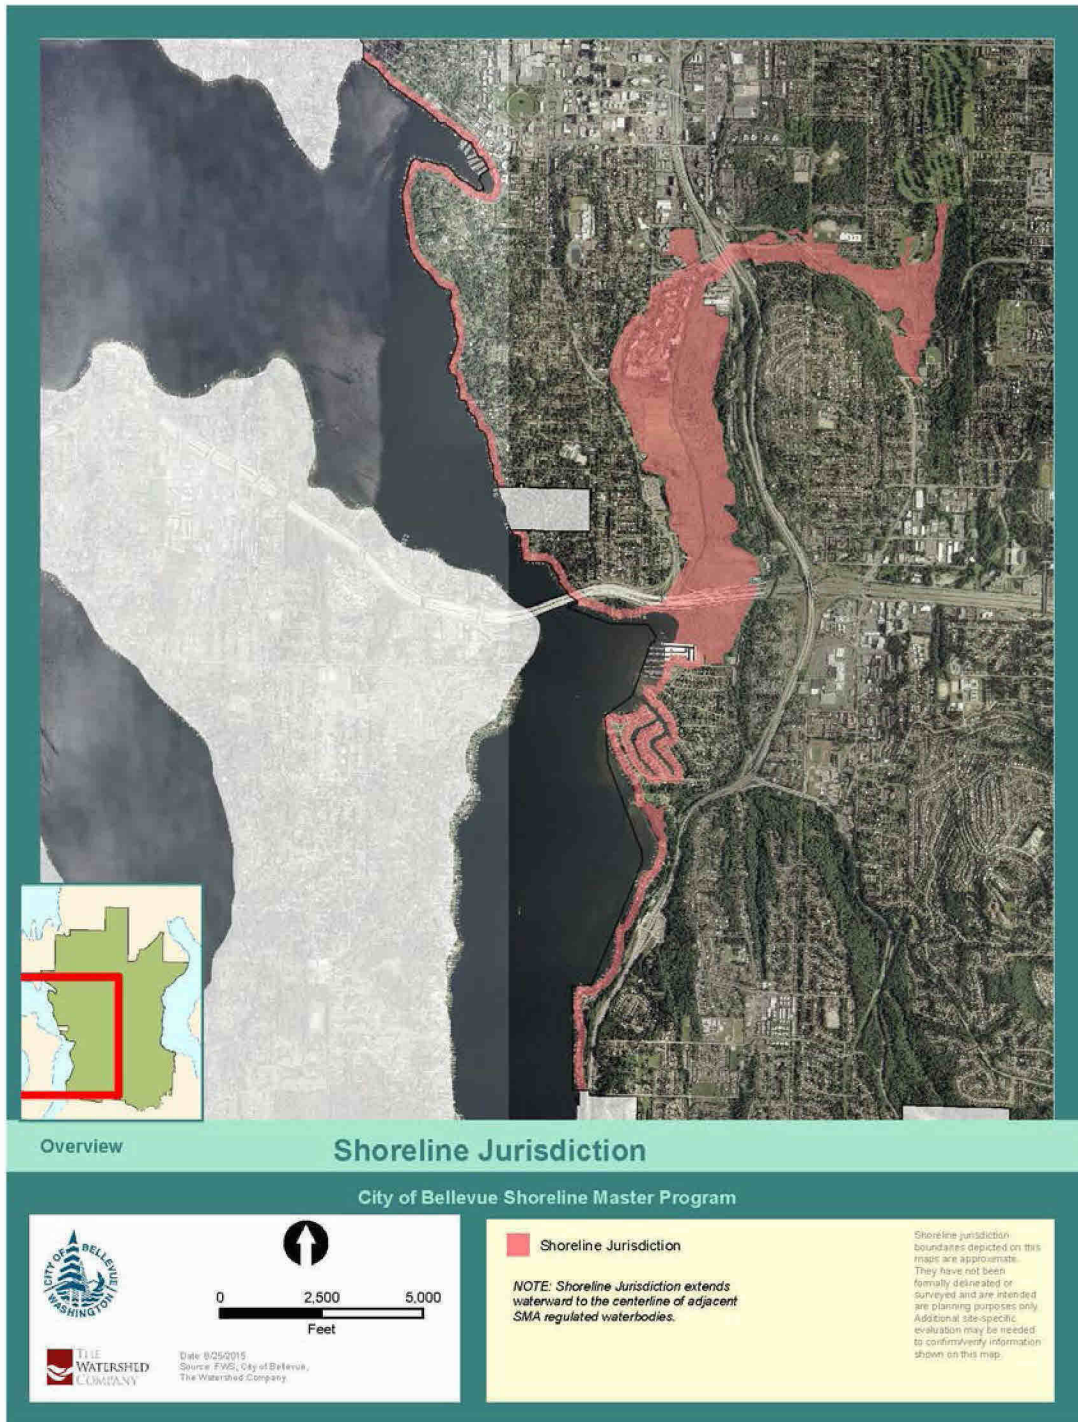 Overview
Shoreline Jurisdiction
City of Bellevue Shoreline Master Program
CITY OF BELLEVUE
WASHINGTON
0 2,500 5,000
Feet
THE
WATERSHED
COMPANY
Date: 8/25/2015
Source: FWS, City of Bellevue,
The Watershed Company
Shoreline Jurisdiction
NOTE: Shoreline Jurisdiction extends
waterward to the centerline of adjacent
SMA regulated waterbodies.
Shoreline jurisdiction
boundaries depicted on this
maps are approximate.
They have not been
formally delineated or
surveyed and are intended
are planning purposes only.
Additional site-specific
evaluation may be needed
to confirm/verify information
shown on this map.